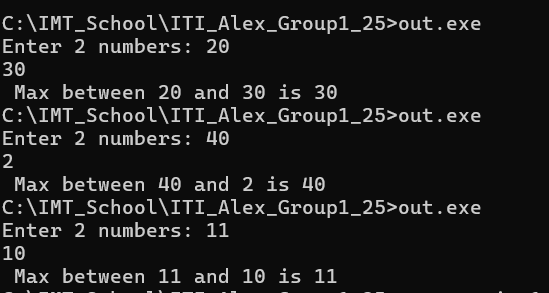 C:\IMT_School\ITI_Alex_Group1_25>out.exe
Enter 2 numbers: 20
30
 Max between 20 and 30 is 30
C:\IMT_School\ITI_Alex_Group1_25>out.exe
Enter 2 numbers: 40
2
 Max between 40 and 2 is 40
C:\IMT_School\ITI_Alex_Group1_25>out.exe
Enter 2 numbers: 11
10
 Max between 11 and 10 is 11